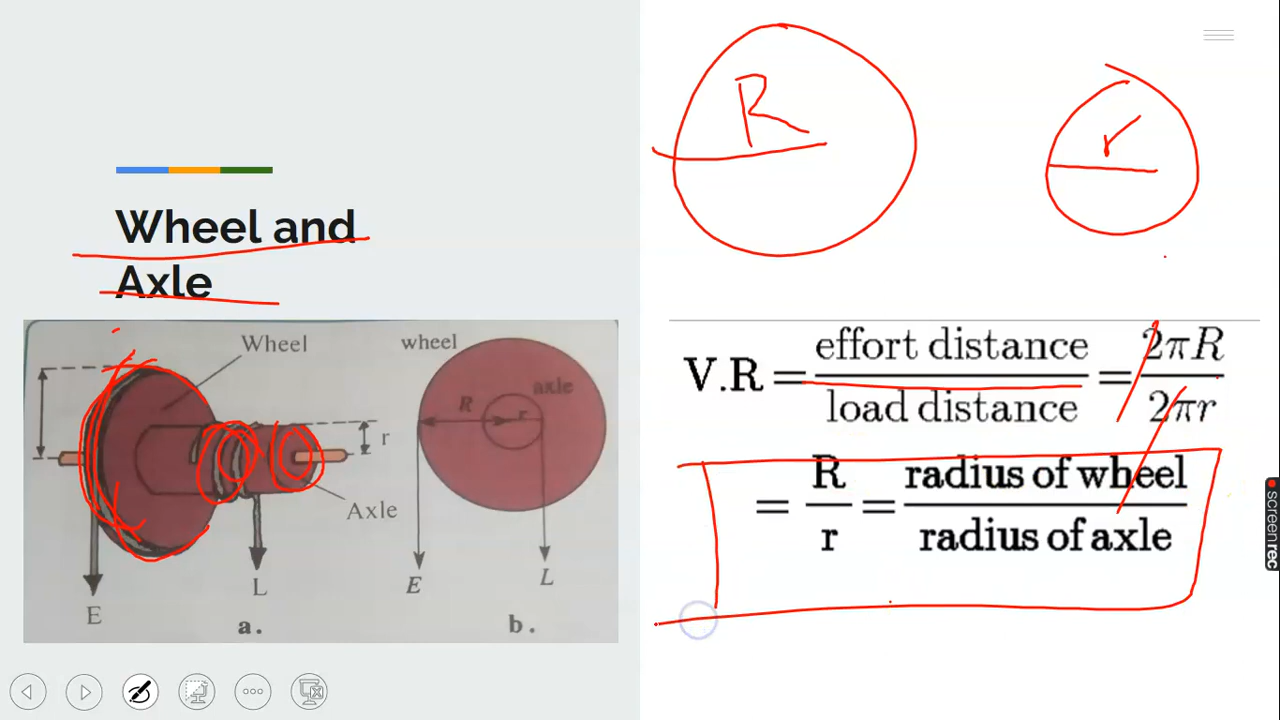 Wheel and
Axle
Wheel
r
Axle
E
L
a.
wheel
axle
R
r
E
L
b.
R
r
V.R = effort distance / load distance = 2πR / 2πr
= R / r = radius of wheel / radius of axle
screenrec